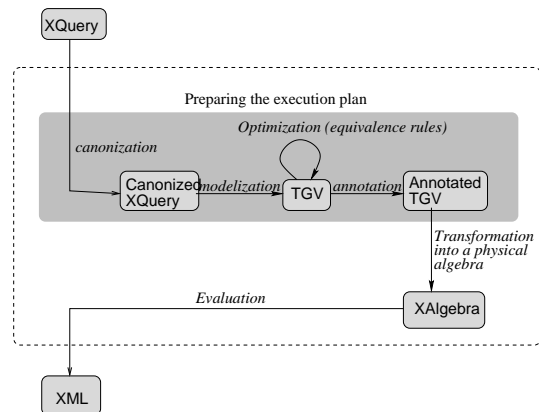 XQuery
Preparing the execution plan
Optimization (equivalence rules)
canonization
Canonized
XQuery
modelization
TGV
annotation
Annotated
TGV
Transformation
into a physical
algebra
Evaluation
XAlgebra
XML